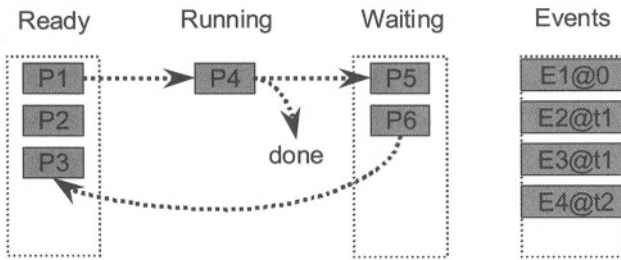 Ready Running Waiting Events
P1 P4 P5 E1@0
P2 P6 E2@t1
P3 done E3@t1
E4@t2